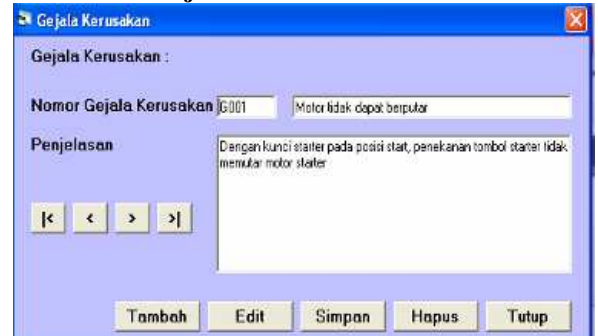 Gejala Kerusakan
Gejala Kerusakan :
Nomor Gejala Kerusakan G001 Motor tidak dapat berputar
Penjelasan Dengan kunci starter pada posisi start, penekanan tombol starter tidak
memutar motor starter
|< < > >|
Tambah Edit Simpan Hapus Tutup